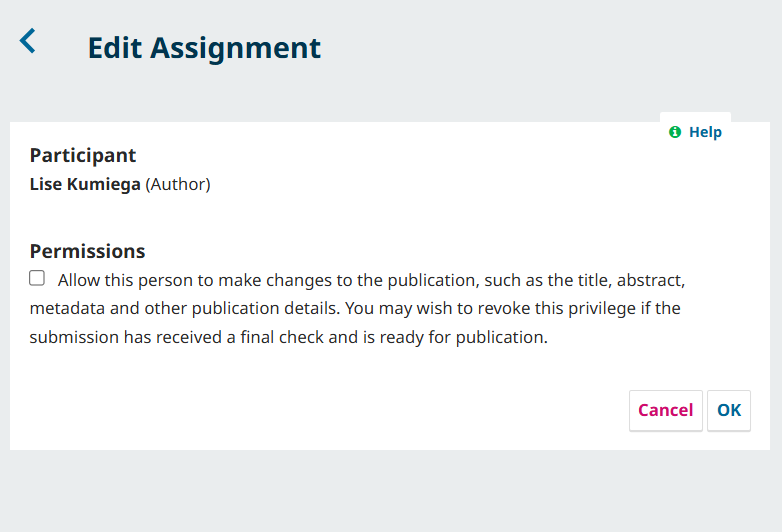 Edit Assignment
Help
Participant
Lise Kumiega (Author)
Permissions
Allow this person to make changes to the publication, such as the title, abstract,
metadata and other publication details. You may wish to revoke this privilege if the
submission has received a final check and is ready for publication.
Cancel OK